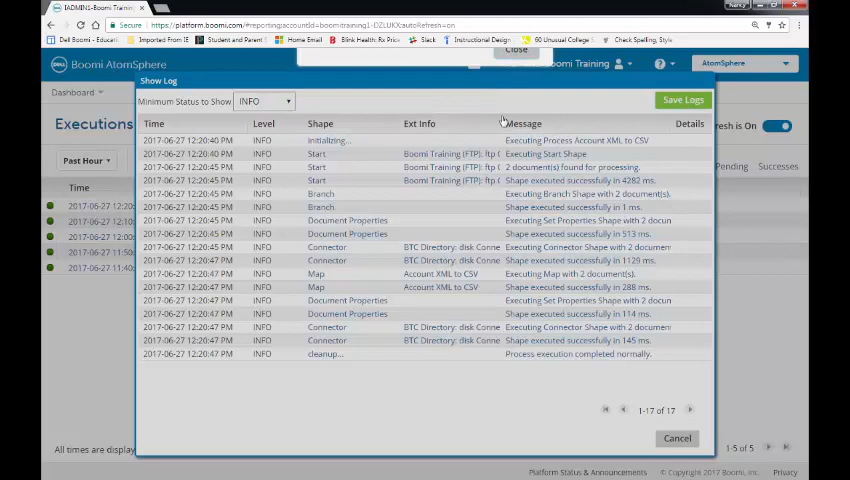 IADMIN1-Boomi Trainin
Nancy
Secure
https://platform.boomi.com/#reporting;accountId=boomitraining1-DZLUKX;autoRefresh=on
Dell Boomi - Education
Imported From IE
Student and Parent
Home Email
Blink Health: Rx Price
Slack
Instructional Design
60 Unusual College S
Check Spelling, Style
Close
Boomi AtomSphere
Boomi Training
AtomSphere
Show Log
Dashboard
Minimum Status to Show
INFO
Save Logs
Executions
Time Level Shape Ext Info Message Details
2017-06-27 12:20:40 PM INFO Initializing... Executing Process Account XML to CSV
2017-06-27 12:20:40 PM INFO Start Boomi Training (FTP): ftp ( Executing Start Shape
2017-06-27 12:20:45 PM INFO Start Boomi Training (FTP): ftp ( 2 document(s) found for processing.
2017-06-27 12:20:45 PM INFO Start Boomi Training (FTP): ftp ( Shape executed successfully in 4282 ms.
2017-06-27 12:20:45 PM INFO Branch Executing Branch Shape with 2 document(s).
2017-06-27 12:20:45 PM INFO Branch Shape executed successfully in 1 ms.
2017-06-27 12:20:45 PM INFO Document Properties Executing Set Properties Shape with 2 docun
2017-06-27 12:20:45 PM INFO Document Properties Shape executed successfully in 513 ms.
2017-06-27 12:20:45 PM INFO Connector BTC Directory: disk Conne Executing Connector Shape with 2 documen
2017-06-27 12:20:47 PM INFO Connector BTC Directory: disk Conne Shape executed successfully in 1129 ms.
2017-06-27 12:20:47 PM INFO Map Account XML to CSV Executing Map with 2 document(s).
2017-06-27 12:20:47 PM INFO Map Account XML to CSV Shape executed successfully in 288 ms.
2017-06-27 12:20:47 PM INFO Document Properties Executing Set Properties Shape with 2 docun
2017-06-27 12:20:47 PM INFO Document Properties Shape executed successfully in 114 ms.
2017-06-27 12:20:47 PM INFO Connector BTC Directory: disk Conne Executing Connector Shape with 2 documen
2017-06-27 12:20:47 PM INFO Connector BTC Directory: disk Conne Shape executed successfully in 145 ms.
2017-06-27 12:20:47 PM INFO cleanup... Process execution completed normally.
1-17 of 17
Cancel
resh is On
Past Hour
Pending
Successes
Time
2017-06-27 12:20:
2017-06-27 12:10:
2017-06-27 12:00:
2017-06-27 11:50:
2017-06-27 11:40:
All times are display
1-5 of 5
Platform Status & Announcements
© Copyright 2017 Boomi, Inc.
Privacy